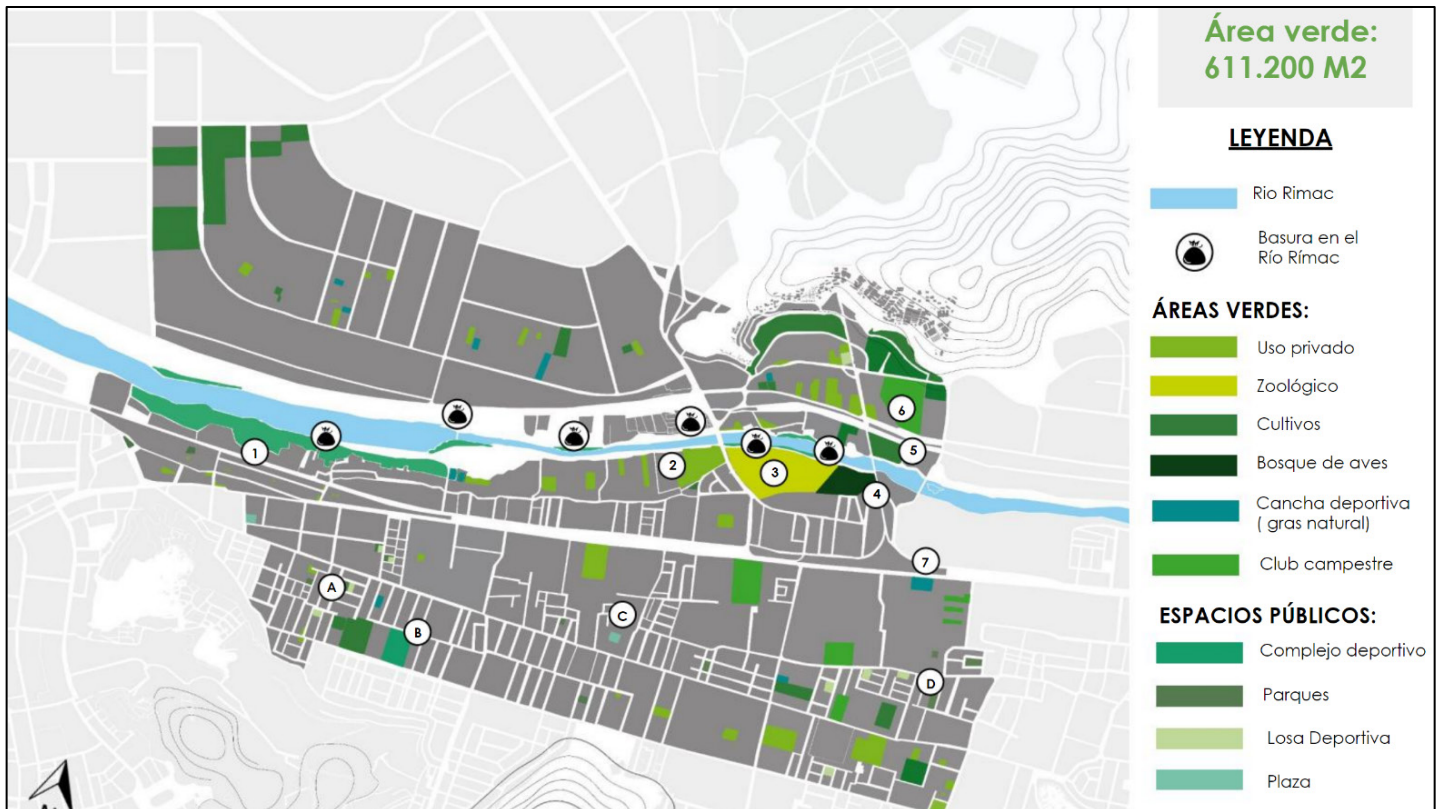 Área verde:
611.200 M2
LEYENDA
Rio Rimac
Basura en el
Río Rímac
ÁREAS VERDES:
Uso privado
Zoológico
Cultivos
Bosque de aves
Cancha deportiva
( gras natural)
Club campestre
ESPACIOS PÚBLICOS:
Complejo deportivo
Parques
Losa Deportiva
Plaza
6
5
1
2
3
4
7
A
B
C
D